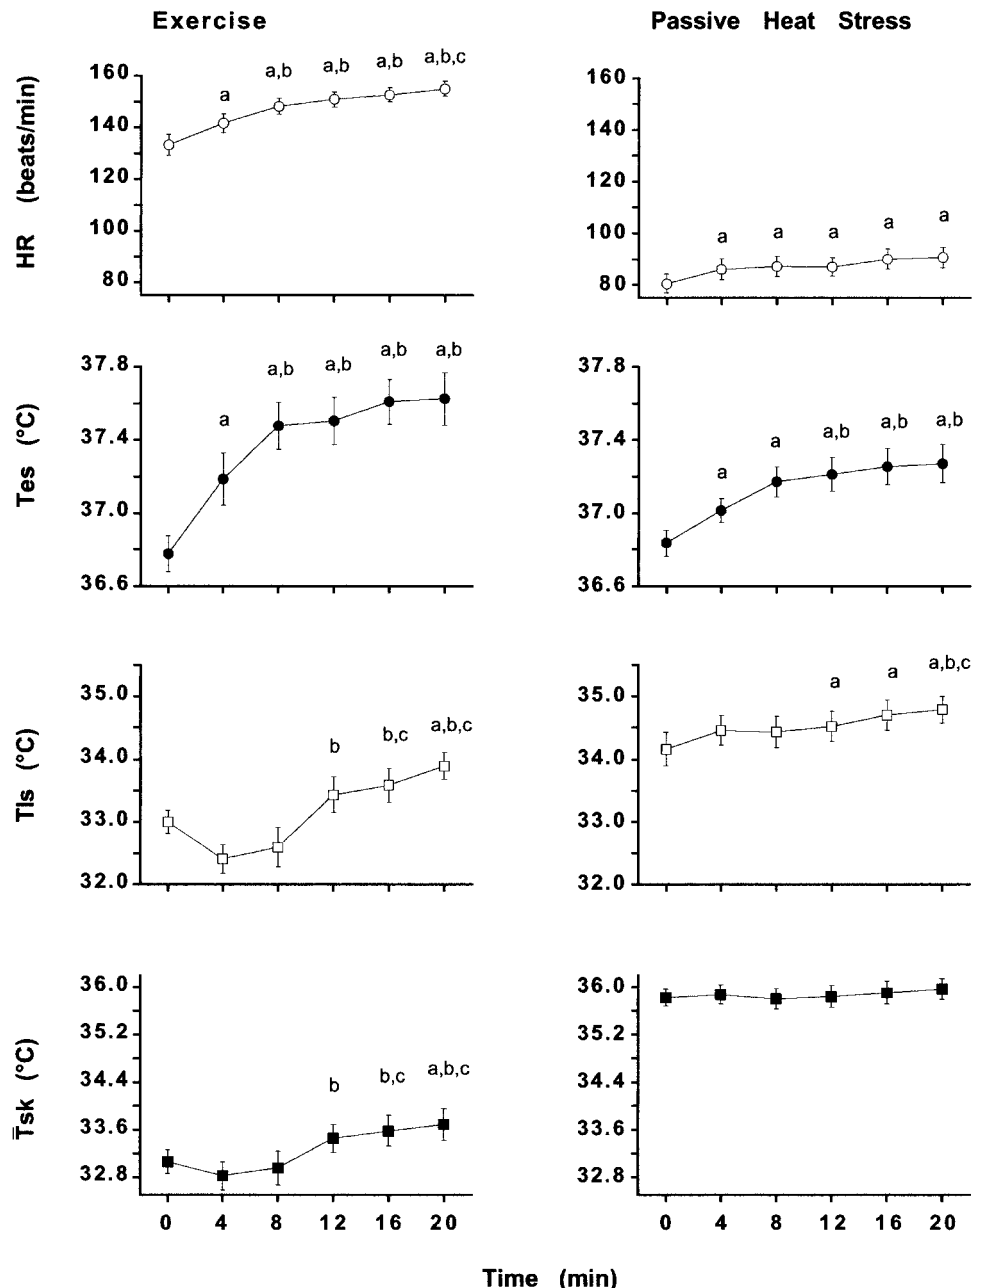 Exercise
Passive Heat Stress
HR (beats/min)
160
140
120
100
80
a
a,b
a,b
a,b
a,b,c
160
140
120
100
80
a
a
a
a
a
Tes (°C)
37.8
37.4
37.0
36.6
a
a,b
a,b
a,b
a,b
37.8
37.4
37.0
36.6
a
a
a,b
a,b
a,b
Tls (°C)
35.0
34.0
33.0
32.0
b
b,c
a,b,c
35.0
34.0
33.0
32.0
a
a
a,b,c
T̿sk (°C)
36.0
35.2
34.4
33.6
32.8
b
b,c
a,b,c
0 4 8 12 16 20
36.0
35.2
34.4
33.6
32.8
0 4 8 12 16 20
Time (min)